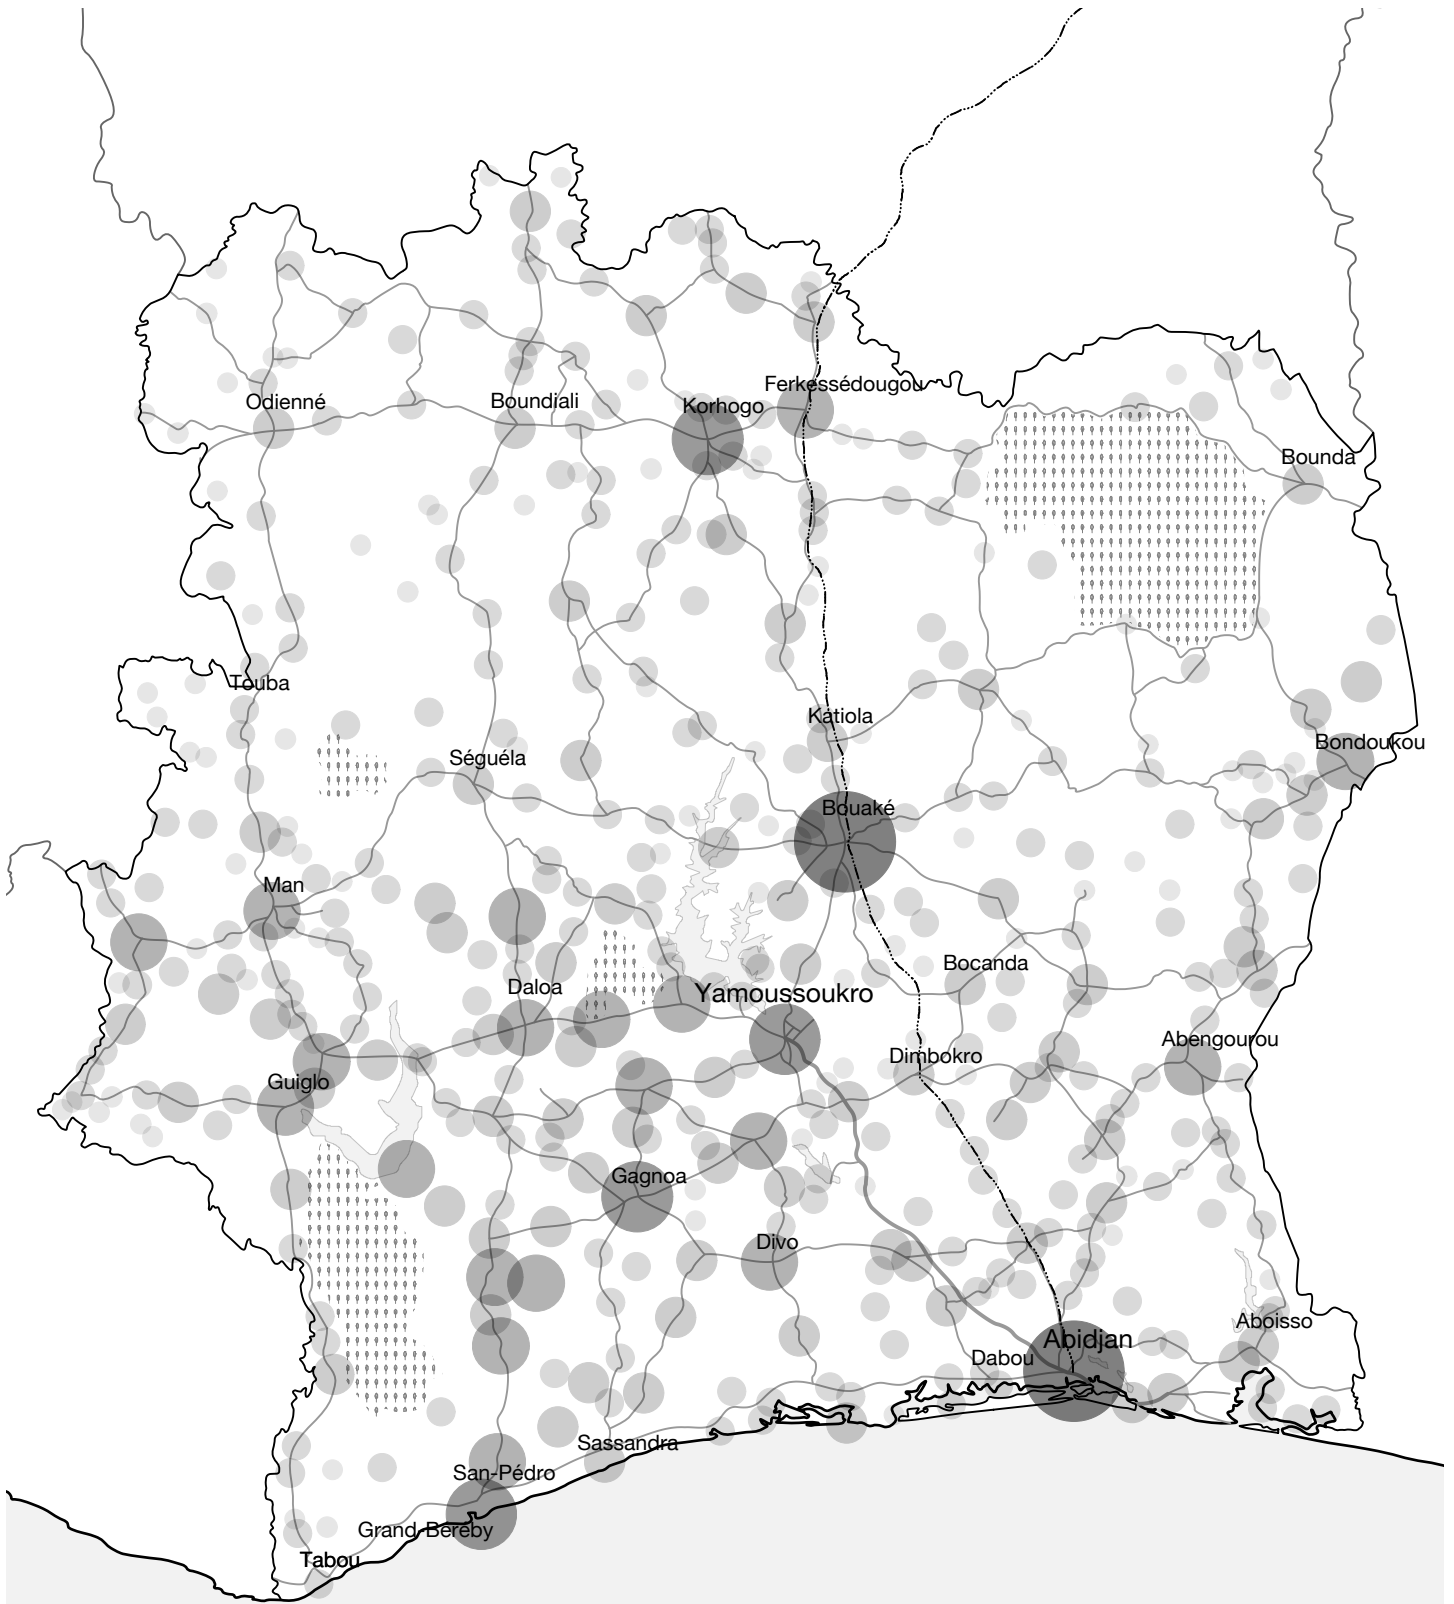 Ferkessédougou
Odienné
Boundiali
Korhogo
Bounda
Touba
Katiola
Bondoukou
Séguéla
Bouaké
Man
Bocanda
Daloa
Yamoussoukro
Abengourou
Dimbokro
Guiglo
Gagnoa
Divo
Aboisso
Abidjan
Dabou
Sassandra
San-Pédro
Grand-Béréby
Tabou